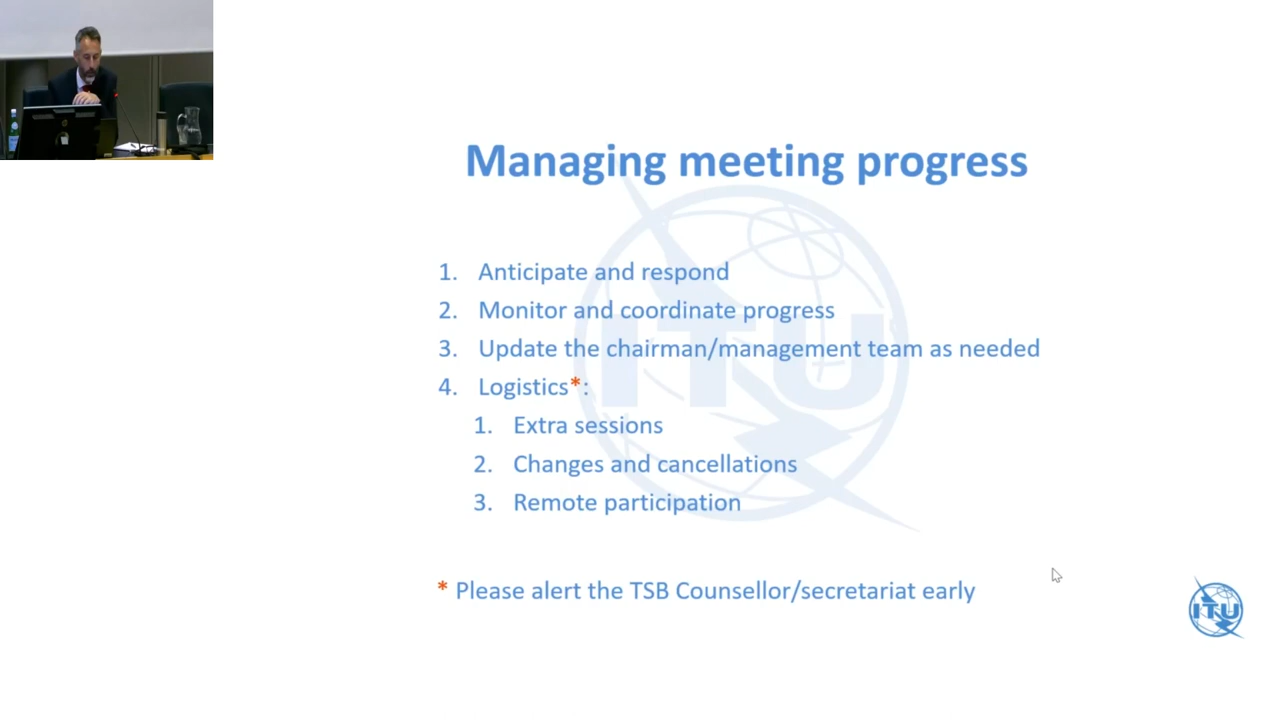 Managing meeting progress
1. Anticipate and respond
2. Monitor and coordinate progress
3. Update the chairman/management team as needed
4. Logistics*:
1. Extra sessions
2. Changes and cancellations
3. Remote participation
* Please alert the TSB Counsellor/secretariat early
ITU
ITU